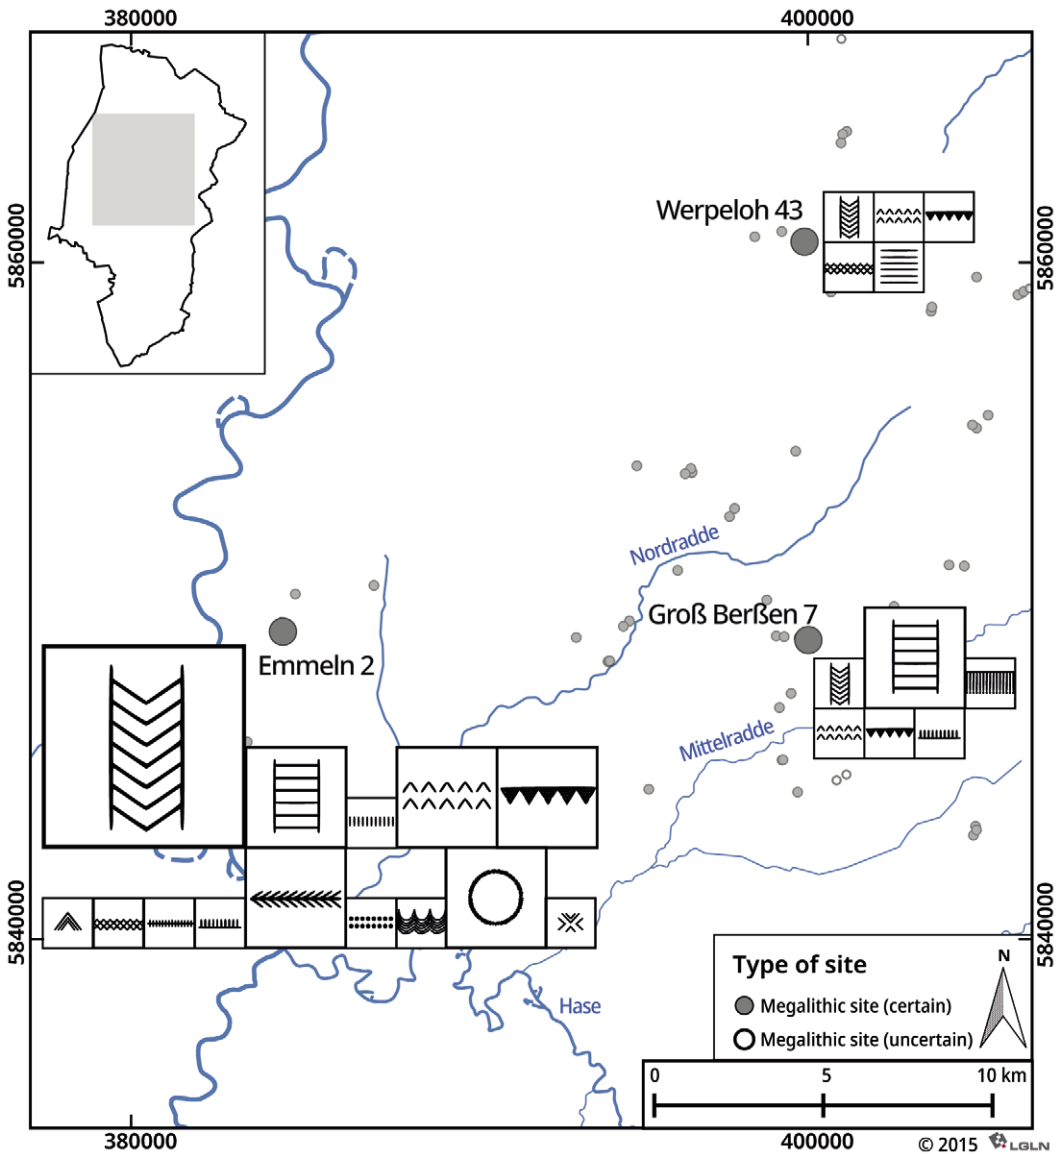 380000
400000
5860000
5860000
Werpeloh 43
Nordradde
Groß Berßen 7
Emmeln 2
Mittelradde
5840000
5840000
Type of site
N
Megalithic site (certain)
Megalithic site (uncertain)
Hase
0 5 10 km
380000
400000
© 2015 LGLN